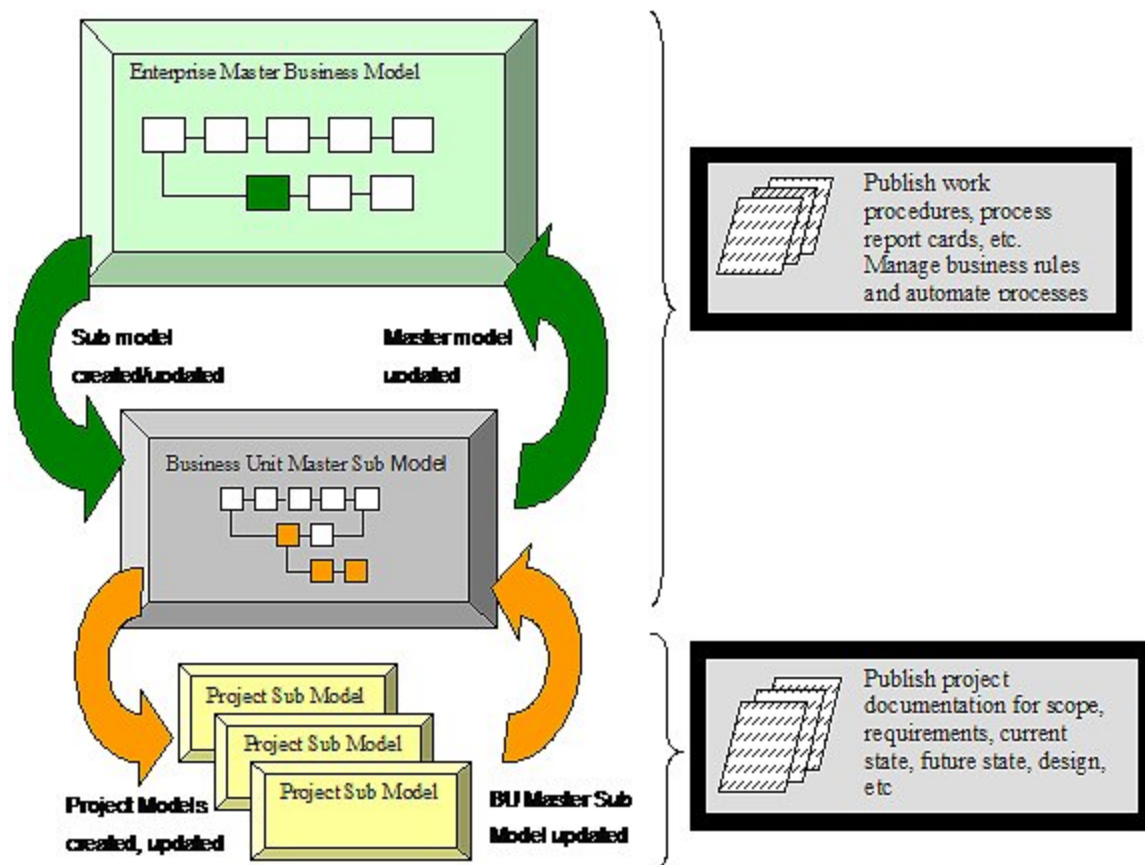 Enterprise Master Business Model
Publish work
procedures, process
report cards, etc.
Manage business rules
and automate processes
Sub model
created/updated
Master model
updated
Business Unit Master Sub Model
Project Sub Model
Project Sub Model
Project Sub Model
Project Models
created, updated
BU Master Sub
Model updated
Publish project
documentation for scope,
requirements, current
state, future state, design,
etc